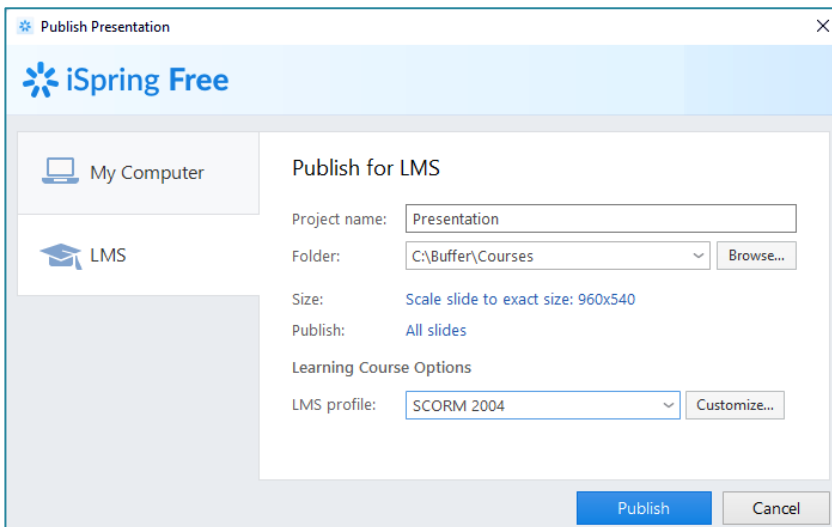 Publish Presentation
iSpring Free
My Computer
LMS
Publish for LMS
Project name: Presentation
Folder: C:\Buffer\Courses Browse...
Size: Scale slide to exact size: 960x540
Publish: All slides
Learning Course Options
LMS profile: SCORM 2004 Customize...
Publish Cancel